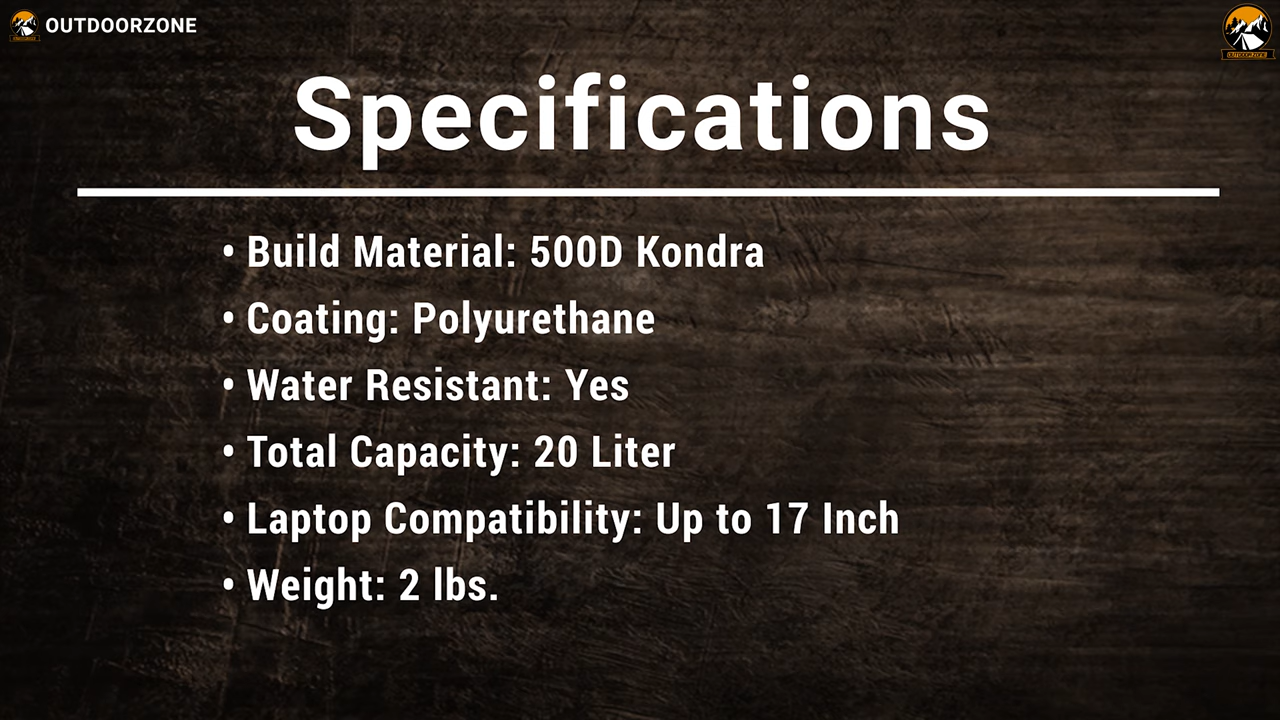 OUTDOORZONE
Specifications
• Build Material: 500D Kondra
• Coating: Polyurethane
• Water Resistant: Yes
• Total Capacity: 20 Liter
• Laptop Compatibility: Up to 17 Inch
• Weight: 2 lbs.